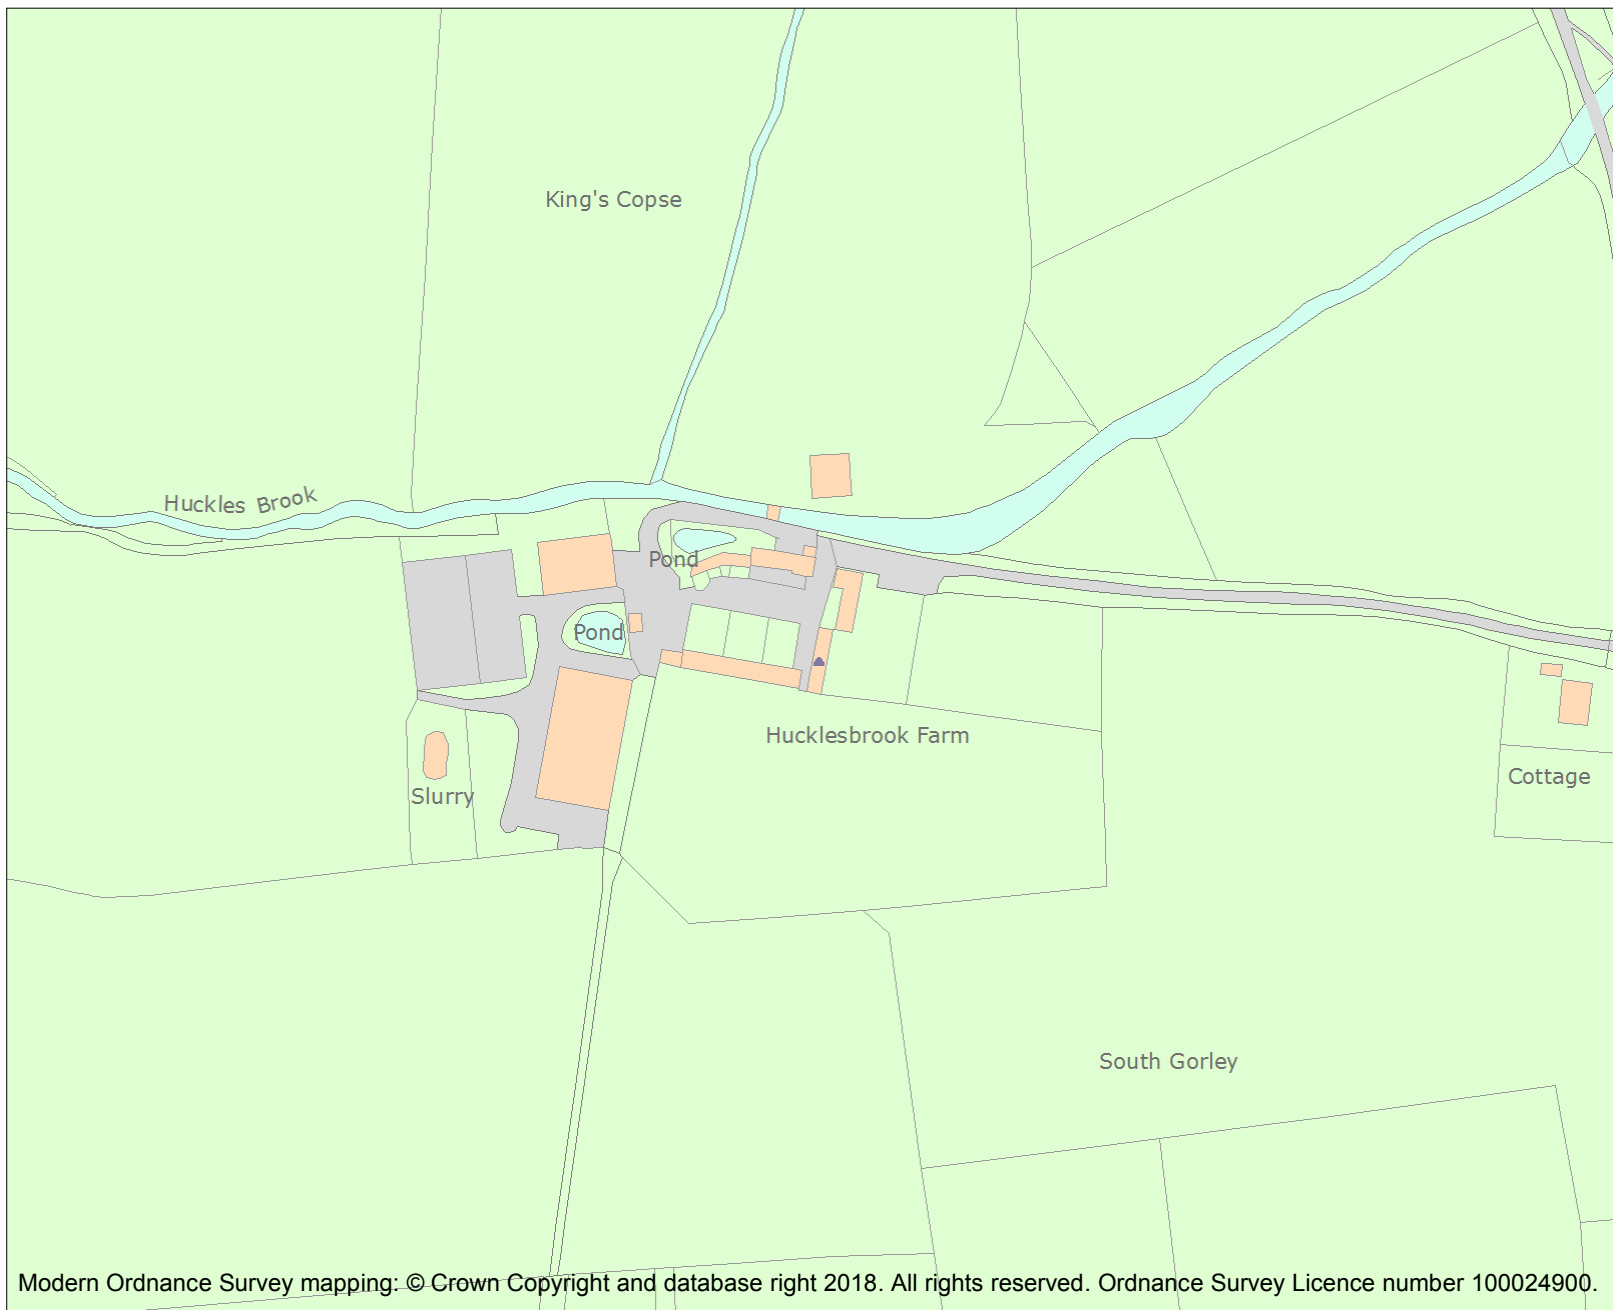 King's Copse
Huckles Brook
Pond
Pond
Hucklesbrook Farm
Cottage
Slurry
South Gorley
Modern Ordnance Survey mapping: © Crown Copyright and database right 2018. All rights reserved. Ordnance Survey Licence number 100024900.